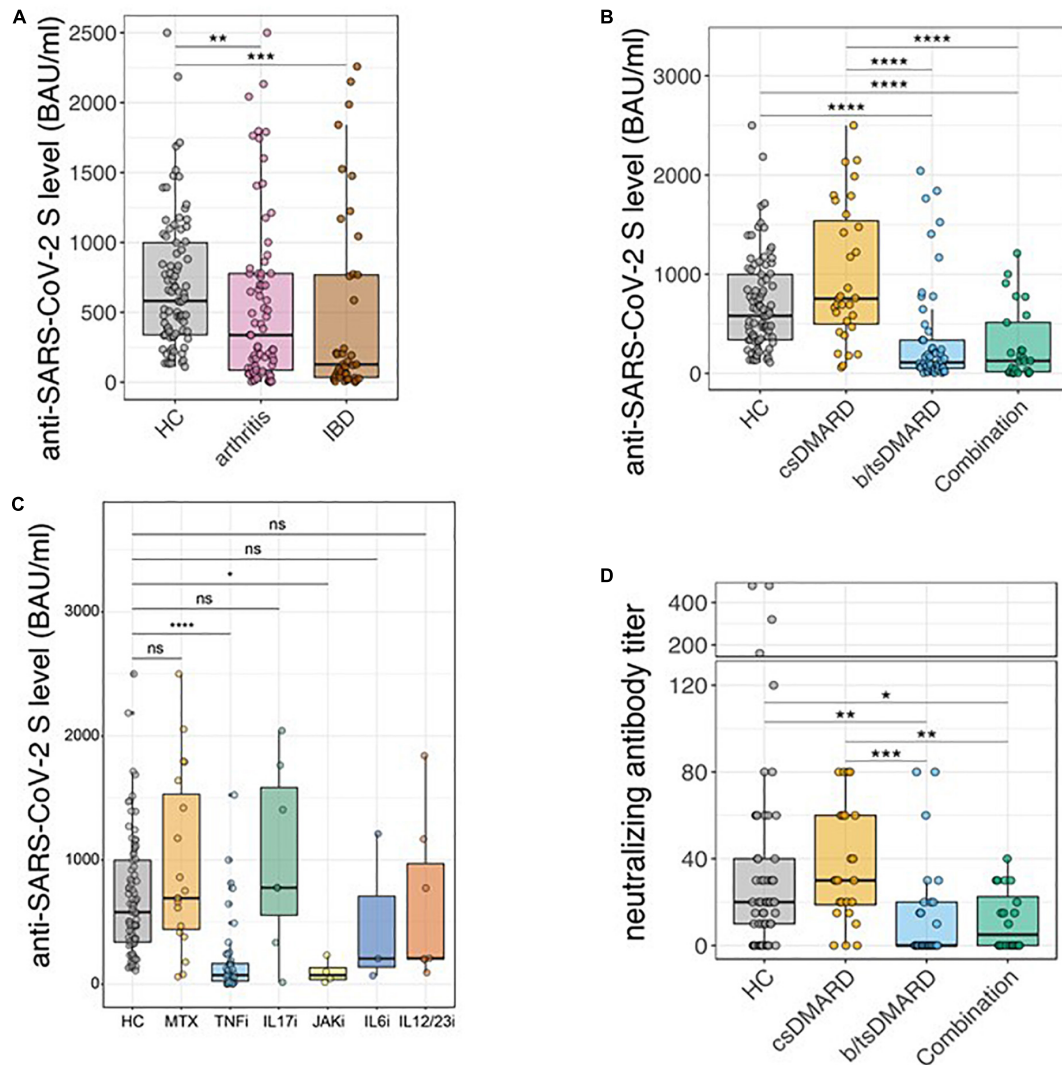 A
anti-SARS-CoV-2 S level (BAU/ml)
2500
2000
1500
1000
500
0
★★
★★★
HC
arthritis
IBD
B
anti-SARS-CoV-2 S level (BAU/ml)
3000
2000
1000
0
★★★★
★★★★
★★★★
★★★★
HC
csDMARD
b/tsDMARD
Combination
C
anti-SARS-CoV-2 S level (BAU/ml)
3000
2000
1000
0
ns
ns
*
ns
****
ns
HC MTX TNFi IL17i JAKi IL6i IL12/23i
D
neutralizing antibody titer
400
200
120
80
40
0
★
★★
★★
★★★
HC
csDMARD
b/tsDMARD
Combination